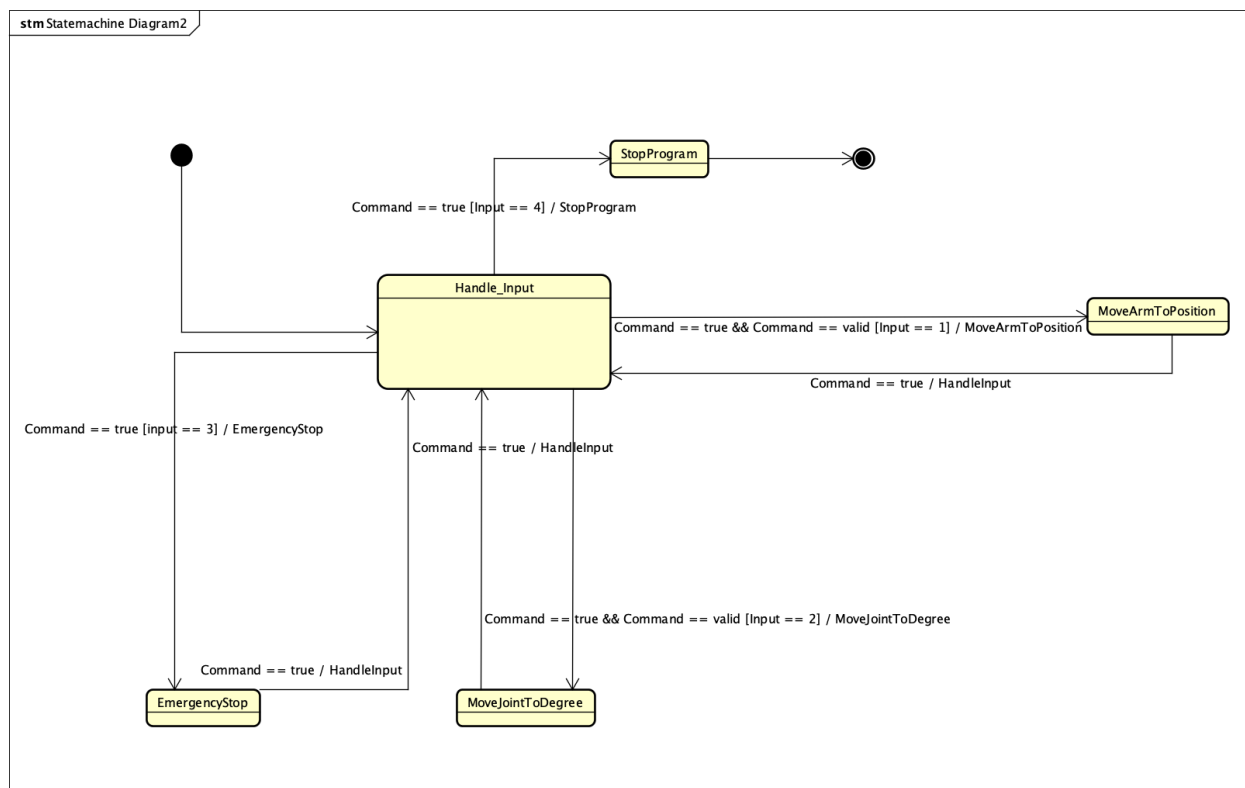 stm Statemachine Diagram2
StopProgram
Command == true [Input == 4] / StopProgram
Handle_Input
MoveArmToPosition
Command == true && Command == valid [Input == 1] / MoveArmToPosition
Command == true / HandleInput
Command == true [input == 3] / EmergencyStop
Command == true / HandleInput
Command == true && Command == valid [Input == 2] / MoveJointToDegree
Command == true / HandleInput
EmergencyStop
MoveJointToDegree